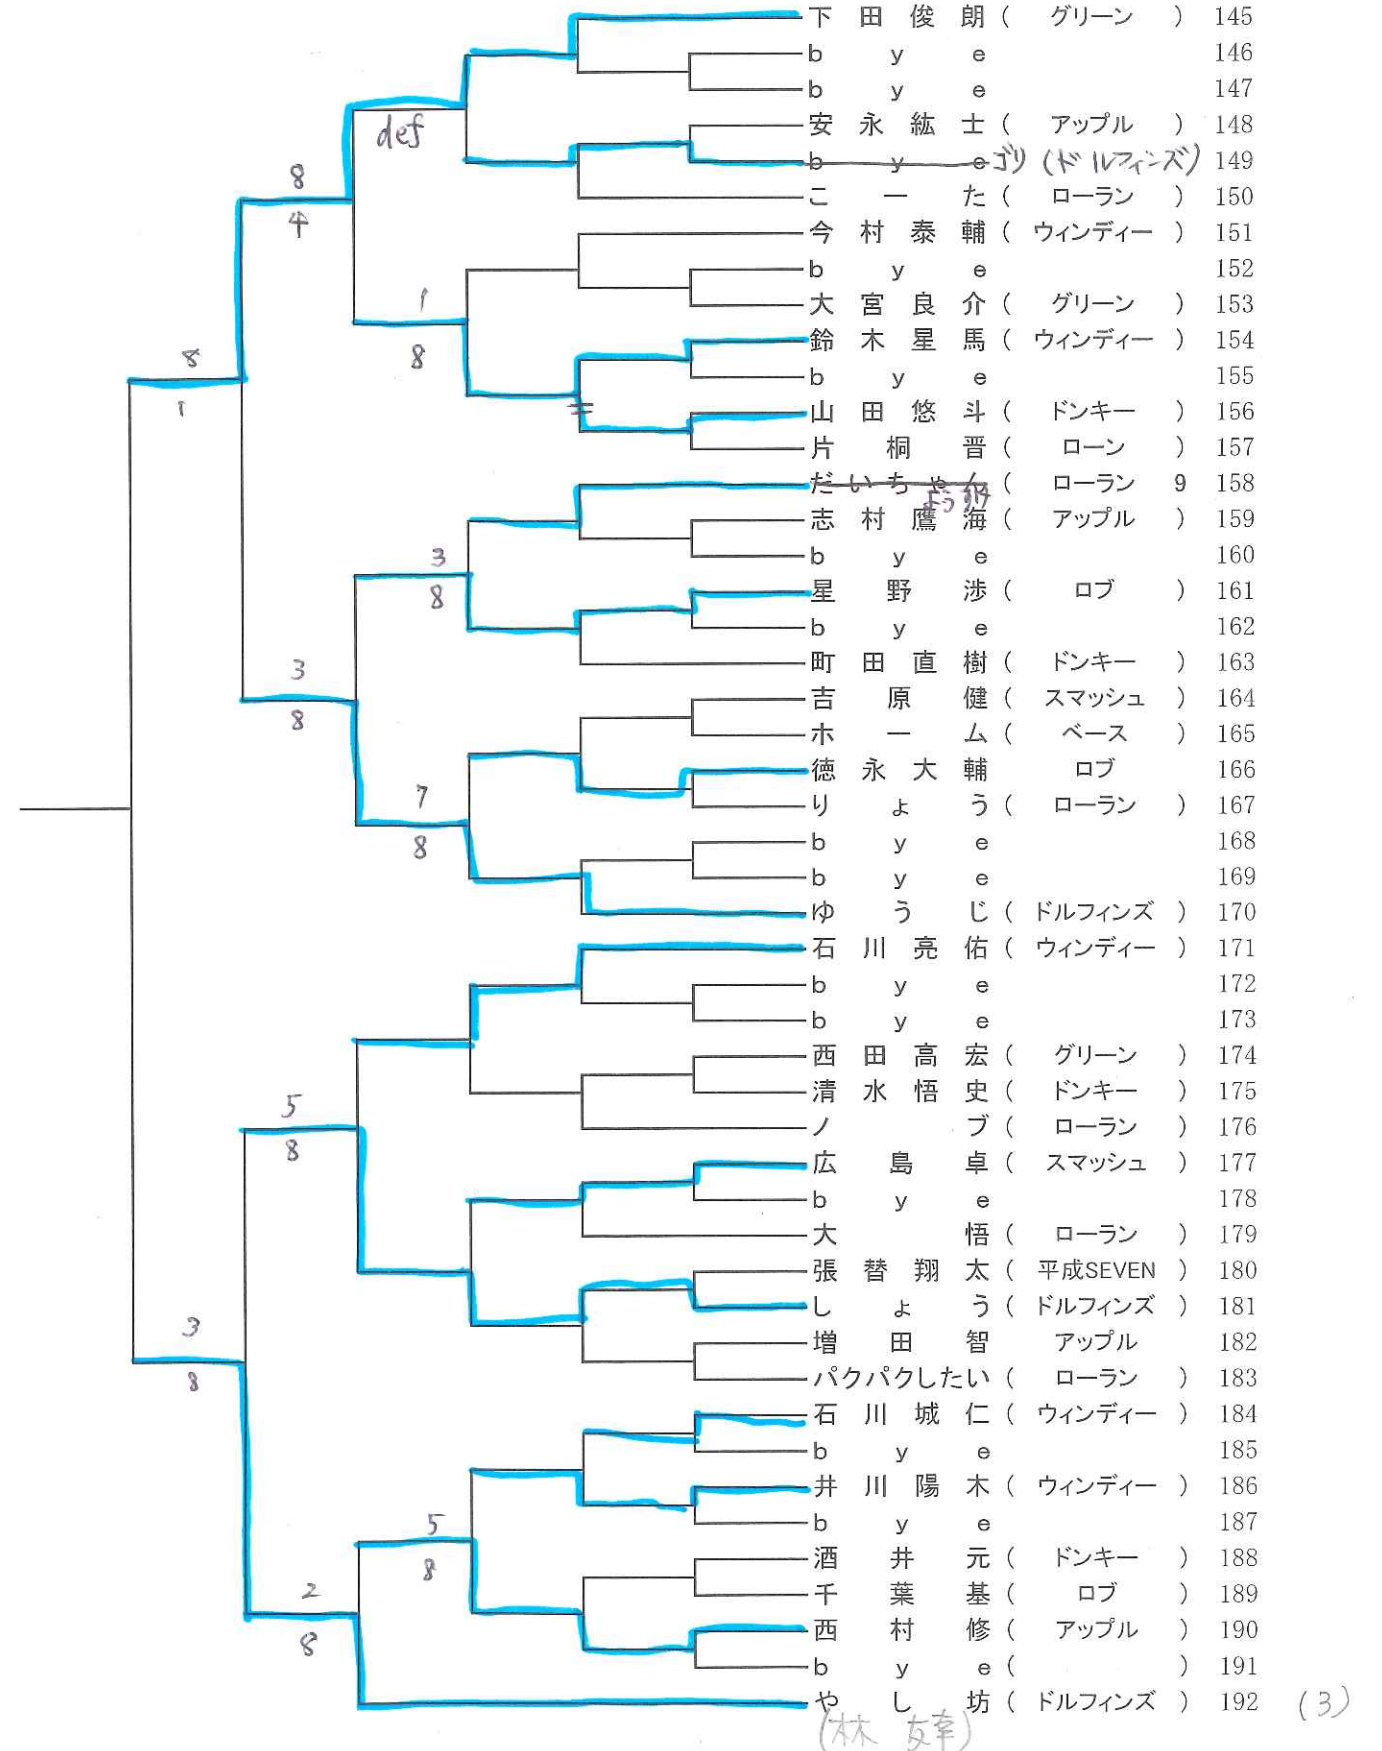 下田俊朗（グリーン）145
bye 146
bye 147
安永紘士（アップル）148
def
bye ゴリ（ドルフィンズ）149
8
こーた（ローラン）150
4
今村泰輔（ウィンディー）151
bye 152
1
大宮良介（グリーン）153
鈴木星馬（ウィンディー）154
8
8
bye 155
1
山田悠斗（ドンキー）156
片桐晋（ローン）157
だいちゃん（ローラン 9 158
志村鷹海（アップル）159
3
bye 160
8
星野渉（ロブ）161
bye 162
3
町田直樹（ドンキー）163
8
吉原健（スマッシュ）164
ホーム（ベース）165
徳永大輔 ロブ 166
7
りょう（ローラン）167
8
bye 168
bye 169
ゆうじ（ドルフィンズ）170
石川亮佑（ウィンディー）171
bye 172
bye 173
西田高宏（グリーン）174
清水悟史（ドンキー）175
5
ノブ（ローラン）176
8
広島卓（スマッシュ）177
bye 178
大悟（ローラン）179
張替翔太（平成SEVEN）180
しょう（ドルフィンズ）181
3
増田智 アップル 182
8
パクパクしたい（ローラン）183
石川城仁（ウィンディー）184
bye 185
井川陽木（ウィンディー）186
5
bye 187
8
酒井元（ドンキー）188
2
千葉基（ロブ）189
8
西村修（アップル）190
bye（ ）191
やし坊（ドルフィンズ）192 (3)